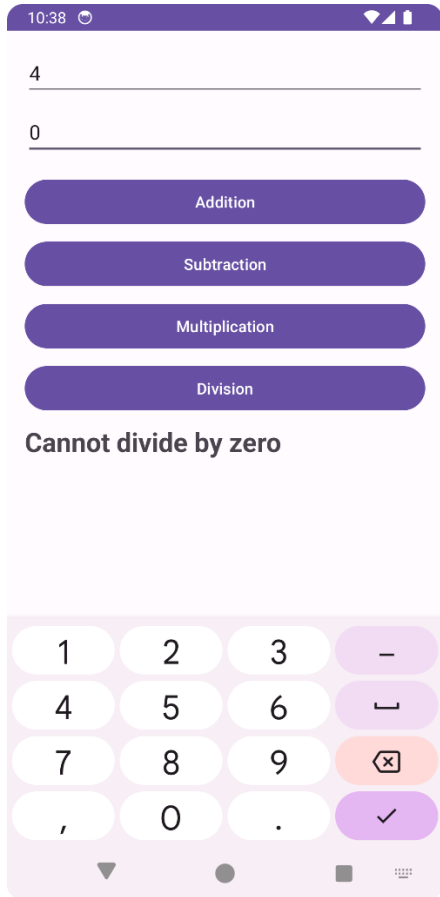 10:38
4
0
Addition
Subtraction
Multiplication
Division
Cannot divide by zero
1 2 3 –
4 5 6
7 8 9
, 0 .